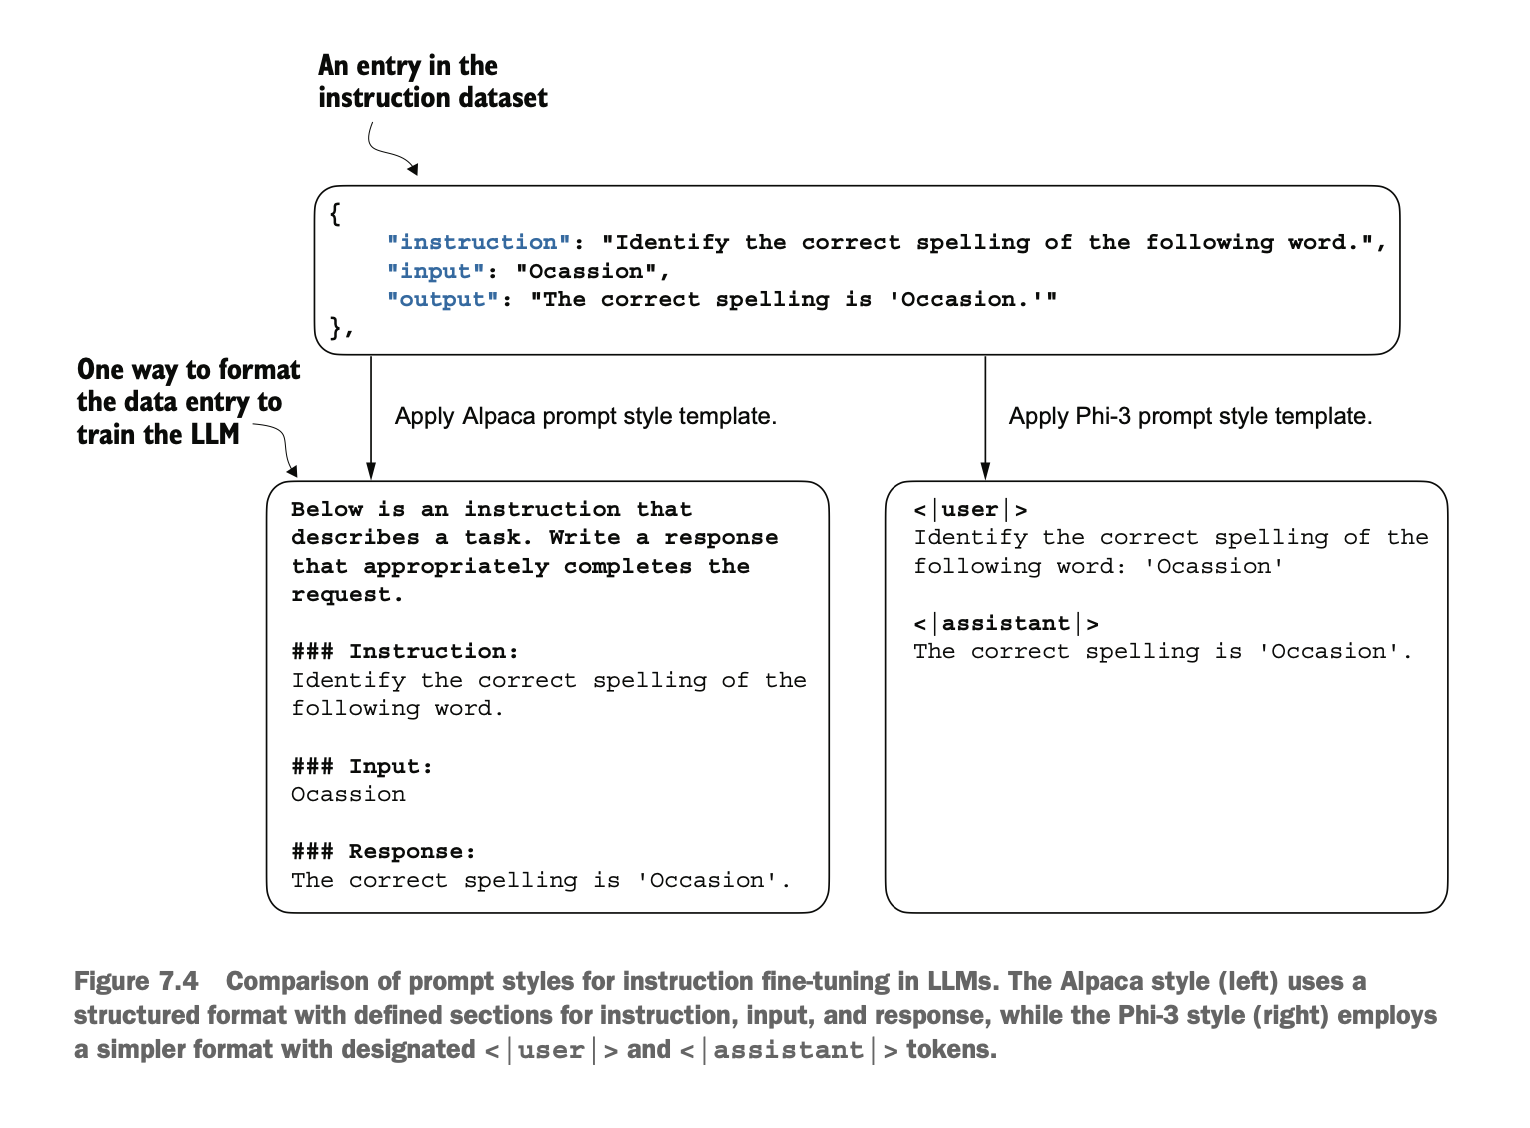 An entry in the
instruction dataset
{
"instruction": "Identify the correct spelling of the following word.",
"input": "Ocassion",
"output": "The correct spelling is 'Occasion.'"
},
One way to format
the data entry to
train the LLM
Apply Alpaca prompt style template.
Apply Phi-3 prompt style template.
Below is an instruction that
describes a task. Write a response
that appropriately completes the
request.
### Instruction:
Identify the correct spelling of the
following word.
### Input:
Ocassion
### Response:
The correct spelling is 'Occasion'.
<|user|>
Identify the correct spelling of the
following word: 'Ocassion'
<|assistant|>
The correct spelling is 'Occasion'.
Figure 7.4 Comparison of prompt styles for instruction fine-tuning in LLMs. The Alpaca style (left) uses a
structured format with defined sections for instruction, input, and response, while the Phi-3 style (right) employs
a simpler format with designated <|user|> and <|assistant|> tokens.